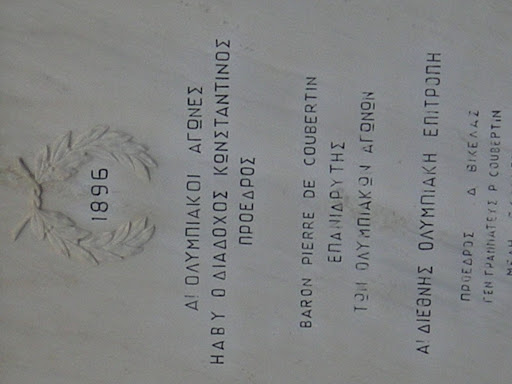 1896
Α! ΟΛΥΜΠΙΑΚΟΙ ΑΓΩΝΕΣ
ΗΑΒΥ Ο ΔΙΑΔΟΧΟΣ ΚΩΝΣΤΑΝΤΙΝΟΣ
ΠΡΟΕΔΡΟΣ
BARON PIERRE DE COUBERTIN
ΕΠΑΝΙΔΡΥΤΗΣ
ΤΩΝ ΟΛΥΜΠΙΑΚΩΝ ΑΓΩΝΩΝ
Α! ΔΙΕΘΝΗΣ ΟΛΥΜΠΙΑΚΗ ΕΠΙΤΡΟΠΗ
ΠΡΟΕΔΡΟΣ Δ ΒΙΚΕΛΑΣ
ΓΕΝ ΓΡΑΜΜΑΤΕΥΣ P COUBERTIN